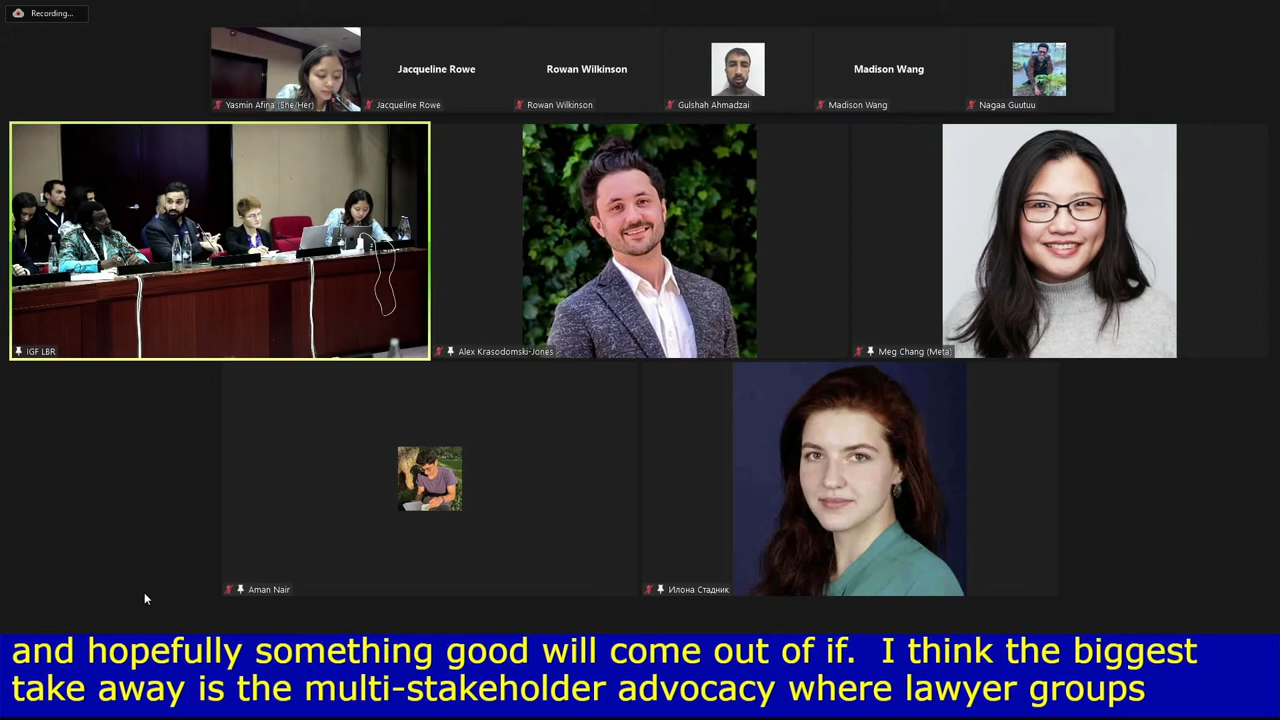 Recording...
Jacqueline Rowe
Rowan Wilkinson
Madison Wang
Yasmin Afina (She/Her)
Jacqueline Rowe
Rowan Wilkinson
Gulshah Ahmadzai
Madison Wang
Nagaa Guutuu
IGF LBR
Alex Krasodomski-Jones
Meg Chang (Meta)
Aman Nair
Илона Стадник
and hopefully something good will come out of if. I think the biggest
take away is the multi-stakeholder advocacy where lawyer groups